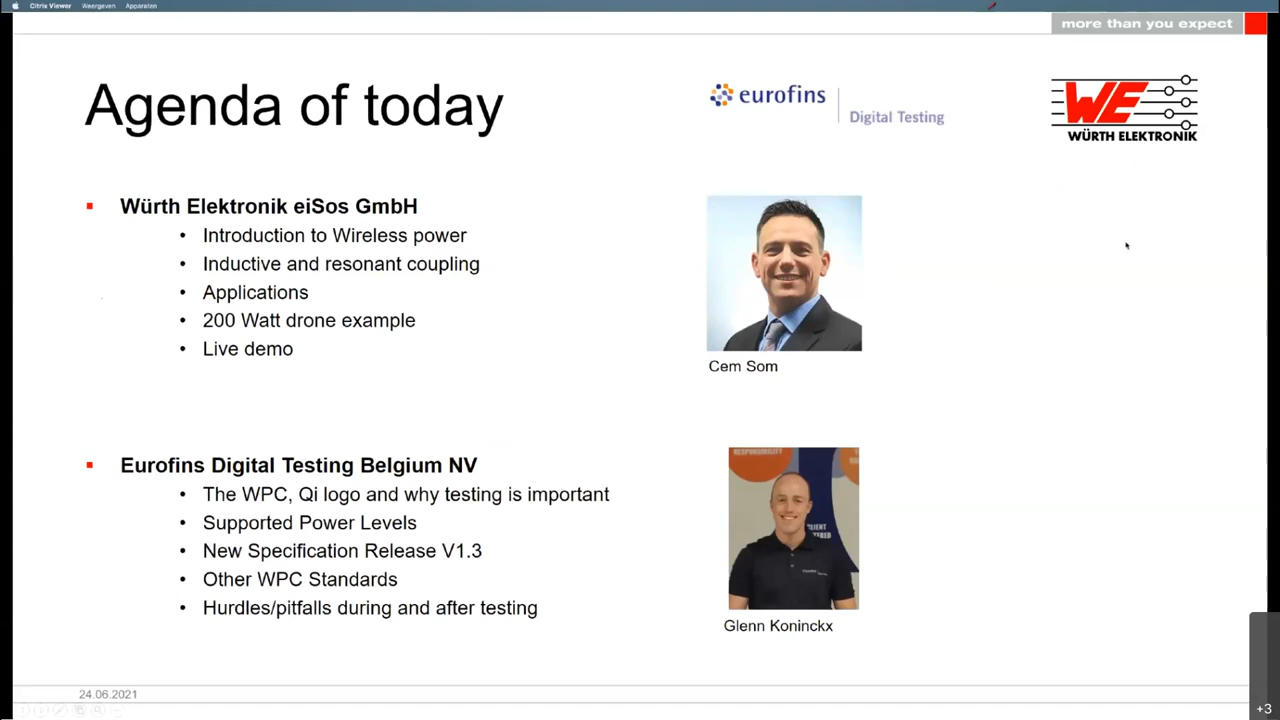 Citrix Viewer Weergeven Apparaten
more than you expect
Agenda of today
eurofins
Digital Testing
WE
WÜRTH ELEKTRONIK
Würth Elektronik eiSos GmbH
Introduction to Wireless power
Inductive and resonant coupling
Applications
200 Watt drone example
Live demo
Cem Som
Eurofins Digital Testing Belgium NV
The WPC, Qi logo and why testing is important
Supported Power Levels
New Specification Release V1.3
Other WPC Standards
Hurdles/pitfalls during and after testing
RESPONSIBILITY
Glenn Koninckx
24.06.2021
+3